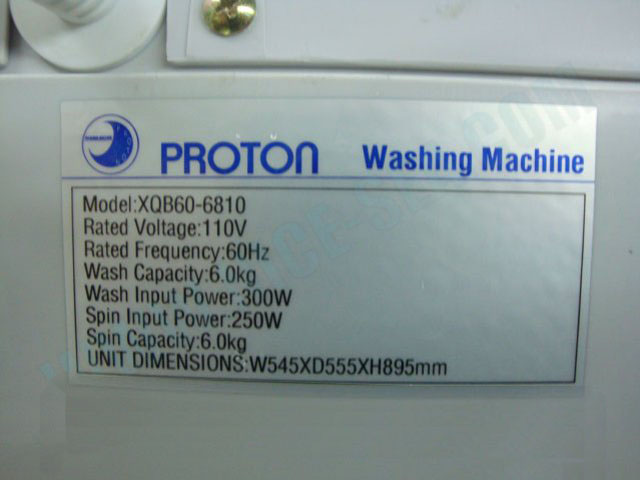 PROTON Washing Machine
Model:XQB60-6810
Rated Voltage:110V
Rated Frequency:60Hz
Wash Capacity:6.0kg
Wash Input Power:300W
Spin Input Power:250W
Spin Capacity:6.0kg
UNIT DIMENSIONS:W545XD555XH895mm